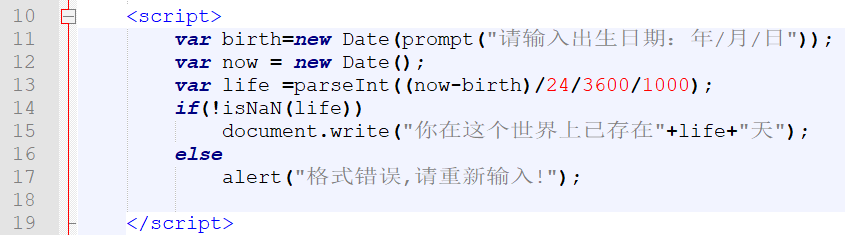 10 <script>
11 var birth=new Date(prompt("请输入出生日期：年/月/日"));
12 var now = new Date();
13 var life =parseInt((now-birth)/24/3600/1000);
14 if(!isNaN(life))
15 document.write("你在这个世界上已存在"+life+"天");
16 else
17 alert("格式错误,请重新输入!");
18
19 </script>